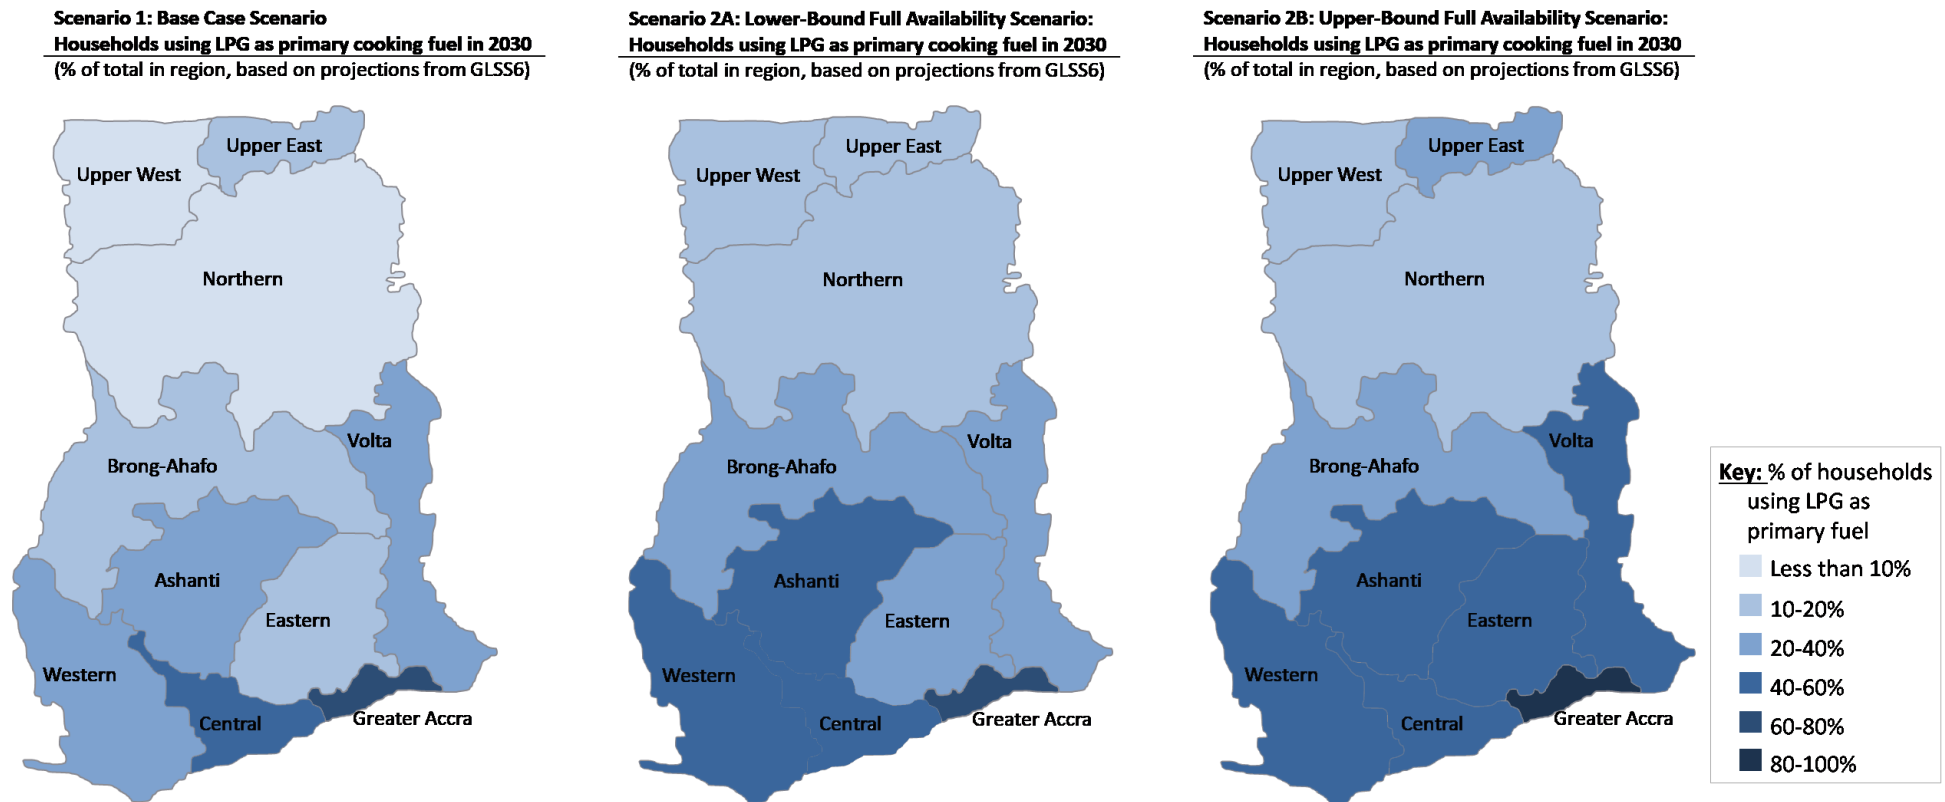 Scenario 1: Base Case Scenario
Households using LPG as primary cooking fuel in 2030
(% of total in region, based on projections from GLSS6)
Upper East
Upper West
Northern
Volta
Brong-Ahafo
Ashanti
Eastern
Western
Central
Greater Accra
Scenario 2A: Lower-Bound Full Availability Scenario:
Households using LPG as primary cooking fuel in 2030
(% of total in region, based on projections from GLSS6)
Upper East
Upper West
Northern
Volta
Brong-Ahafo
Ashanti
Eastern
Western
Central
Greater Accra
Scenario 2B: Upper-Bound Full Availability Scenario:
Households using LPG as primary cooking fuel in 2030
(% of total in region, based on projections from GLSS6)
Upper East
Upper West
Northern
Volta
Brong-Ahafo
Ashanti
Eastern
Western
Central
Greater Accra
Key: % of households
using LPG as
primary fuel
Less than 10%
10-20%
20-40%
40-60%
60-80%
80-100%